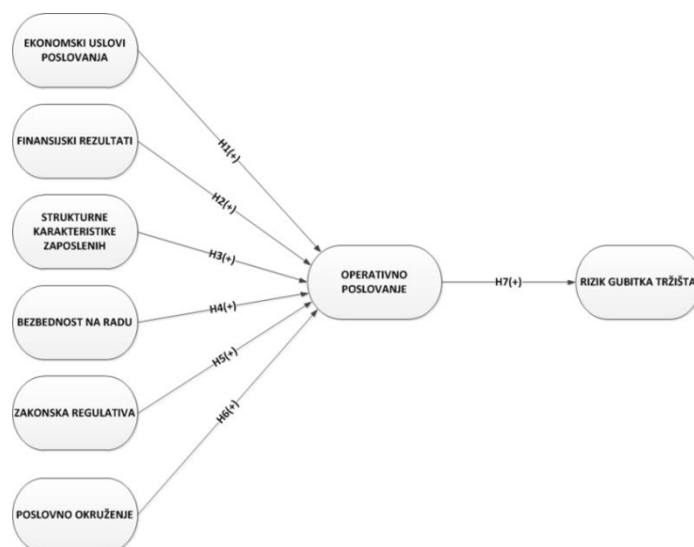 EKONOMSKI USLOVI
POSLOVANJA
H1(+)
FINANSIJSKI REZULTATI
H2(+)
STRUKTURNE
KARAKTERISTIKE
ZAPOSLENIH
H3(+)
OPERATIVNO
POSLOVANJE
H7(+)
RIZIK GUBITKA TRŽIŠTA
BEZBEDNOST NA RADU
H4(+)
H5(+)
ZAKONSKA REGULATIVA
H6(+)
POSLOVNO OKRUŽENJE